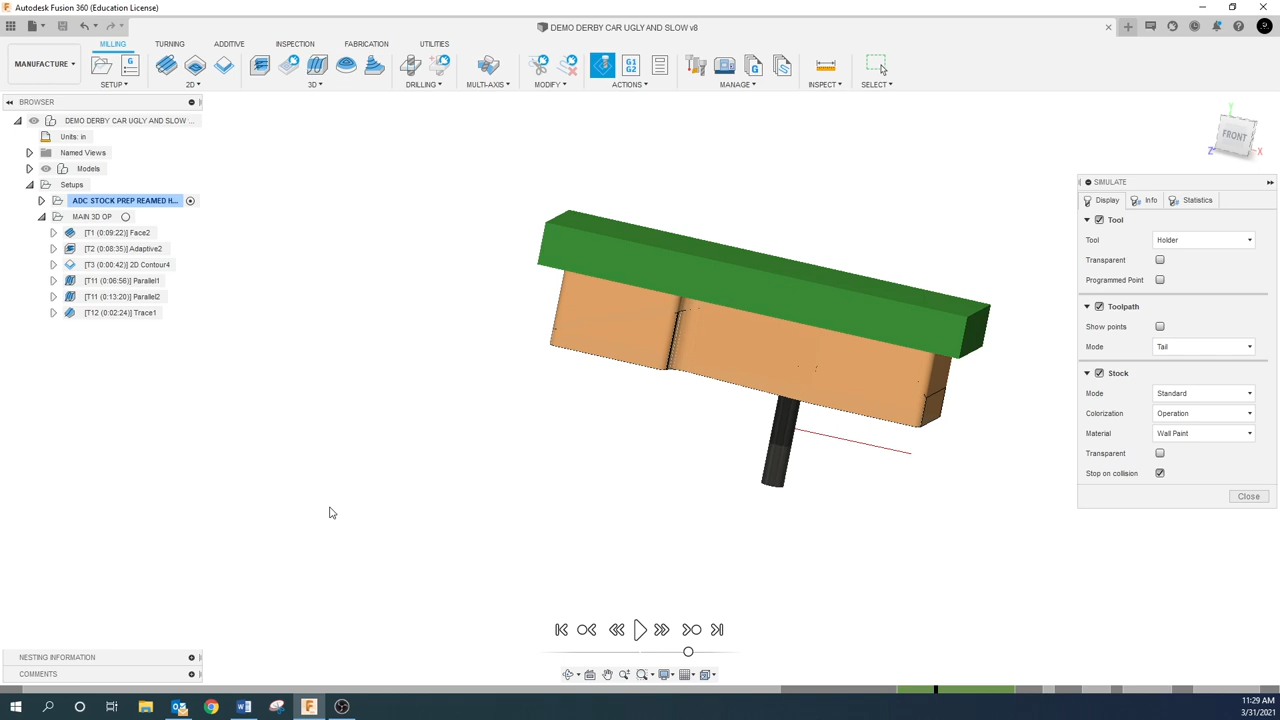 Autodesk Fusion 360 (Education License)
DEMO DERBY CAR UGLY AND SLOW v8
MILLING TURNING ADDITIVE INSPECTION FABRICATION UTILITIES
MANUFACTURE
G1
G2
SETUP 2D 3D DRILLING MULTI-AXIS MODIFY ACTIONS MANAGE INSPECT SELECT
BROWSER
DEMO DERBY CAR UGLY AND SLOW ...
Units: in
Named Views
Models
Setups
ADC STOCK PREP REAMED H...
MAIN 3D OP
[T1 (0:09:22) Face2
[T2 (0:08:35) Adaptive2
[T3 (0:00:42) 2D Contour4
[T11 (0:06:56) Parallel1
[T11 (0:13:20) Parallel2
[T12 (0:02:24) Trace1
Y
FRONT
Z
X
SIMULATE
Display Info Statistics
Tool
Tool Holder
Transparent
Programmed Point
Toolpath
Show points
Mode Tail
Stock
Mode Standard
Colorization Operation
Material Wall Paint
Transparent
Stop on collision
Close
NESTING INFORMATION
COMMENTS
11:29 AM
3/31/2021